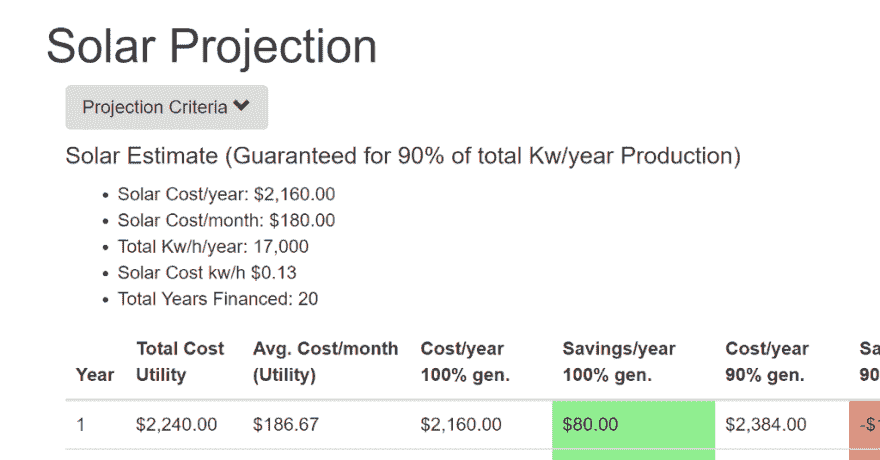 Solar Projection
Projection Criteria
Solar Estimate (Guaranteed for 90% of total Kw/year Production)
Solar Cost/year: $2,160.00
Solar Cost/month: $180.00
Total Kw/h/year: 17,000
Solar Cost kw/h $0.13
Total Years Financed: 20
Total Cost Avg. Cost/month Cost/year Savings/year Cost/year Sa
Year Utility (Utility) 100% gen. 100% gen. 90% gen. 90
1 $2,240.00 $186.67 $2,160.00 $80.00 $2,384.00 -$